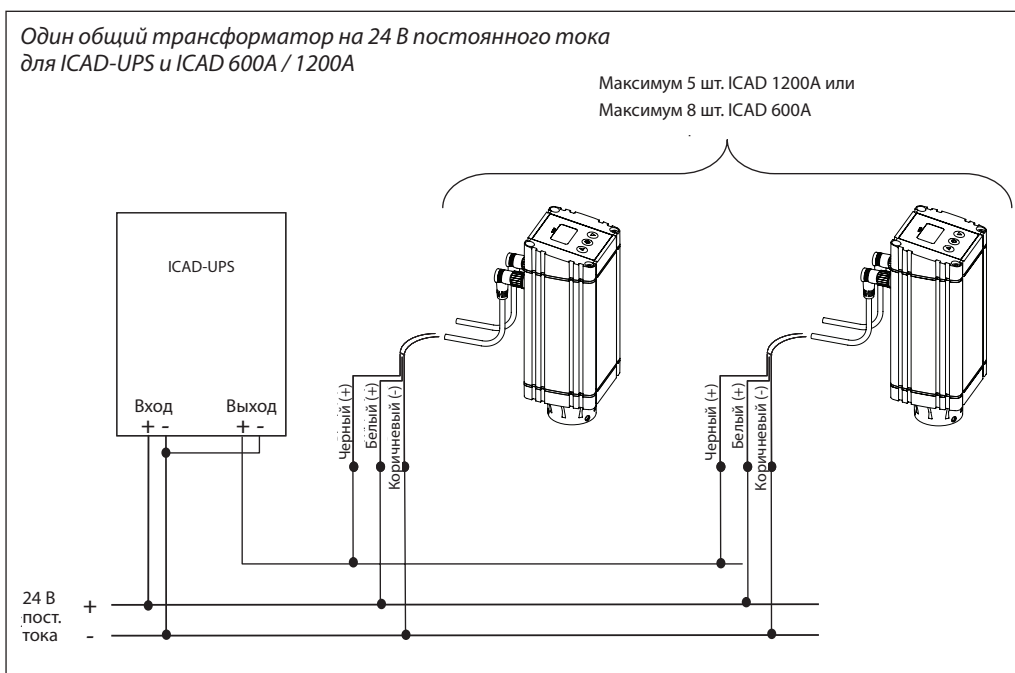 Один общий трансформатор на 24 В постоянного тока
для ICAD-UPS и ICAD 600A / 1200A
Максимум 5 шт. ICAD 1200A или
Максимум 8 шт. ICAD 600A
ICAD-UPS
Вход
Выход
+ -
+ -
Черный (+)
Белый (+)
Коричневый (-)
Черный (+)
Белый (+)
Коричневый (-)
24 В
пост.
тока
+
-